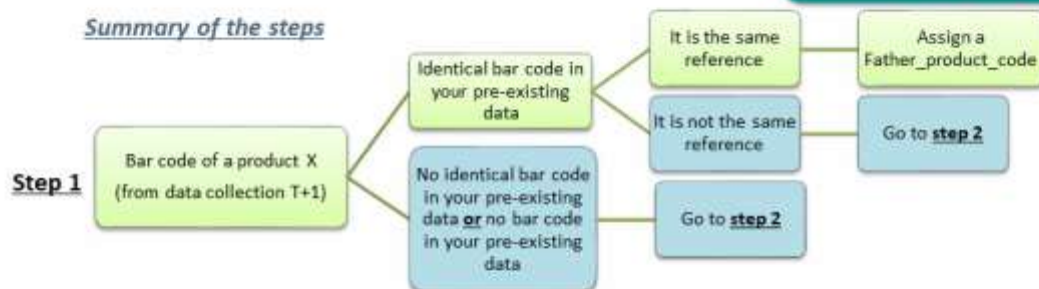 Summary of the steps
Step 1
Bar code of a product X
(from data collection T+1)
Identical bar code in
your pre-existing
data
It is the same
reference
Assign a
Father_product_code
It is not the same
reference
Go to step 2
No identical bar code
in your pre-existing
data or no bar code
in your pre-existing
data
Go to step 2